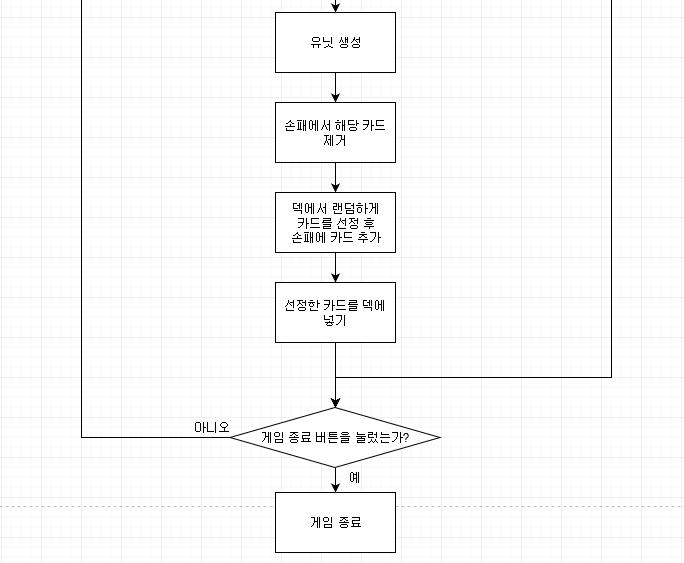 유닛 생성
손패에서 해당 카드
제거
덱에서 랜덤하게
카드를 선정 후
손패에 카드 추가
선정한 카드를 덱에
넣기
아니오
게임 종료 버튼을 눌렀는가?
예
게임 종료